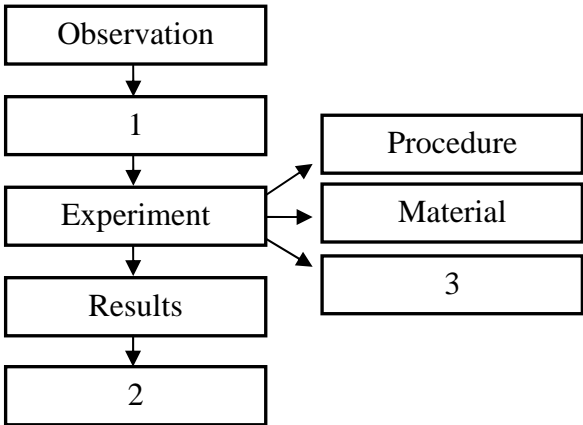 Observation
1
Procedure
Experiment
Material
3
Results
2